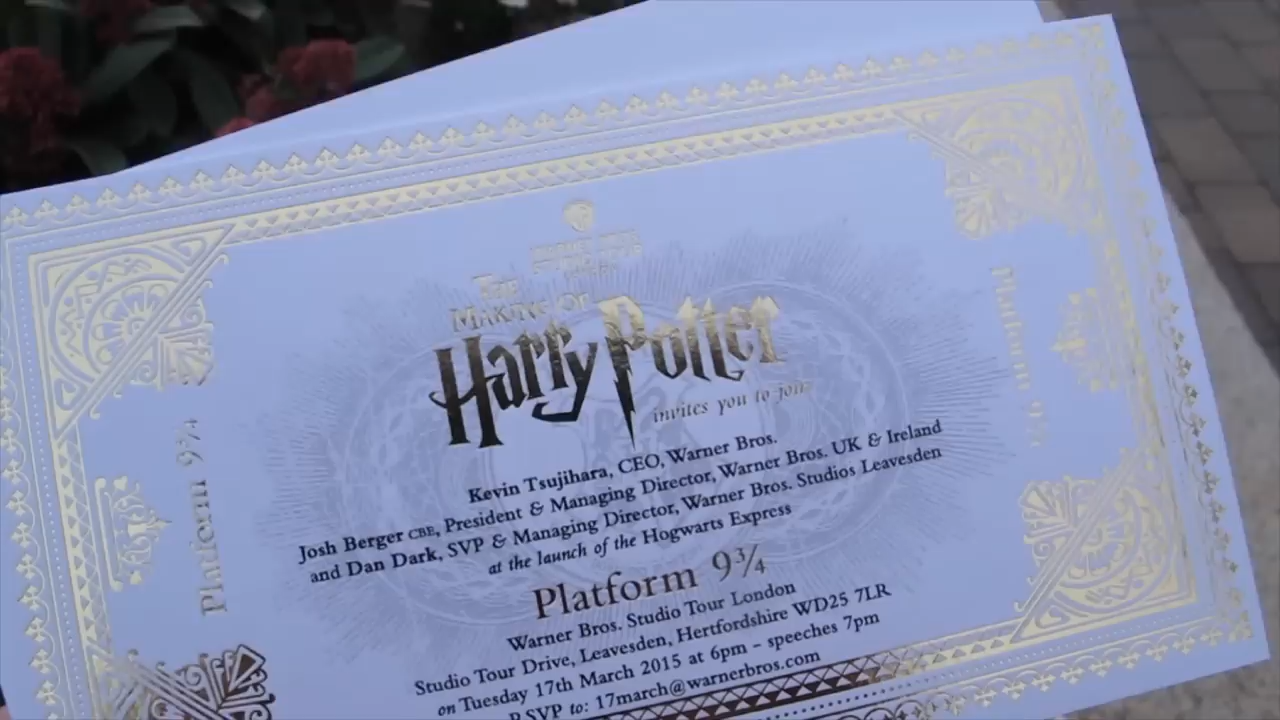 THE
MAKING OF
Harry Potter
invites you to join
Kevin Tsujihara, CEO, Warner Bros.
Josh Berger CBE, President & Managing Director, Warner Bros. UK & Ireland
and Dan Dark, SVP & Managing Director, Warner Bros. Studios Leavesden
at the launch of the Hogwarts Express
Platform 9¾
Warner Bros. Studio Tour London
Studio Tour Drive, Leavesden, Hertfordshire WD25 7LR
on Tuesday 17th March 2015 at 6pm – speeches 7pm
RSVP to: 17march@warnerbros.com
Platform 9¾
Platform 9¾